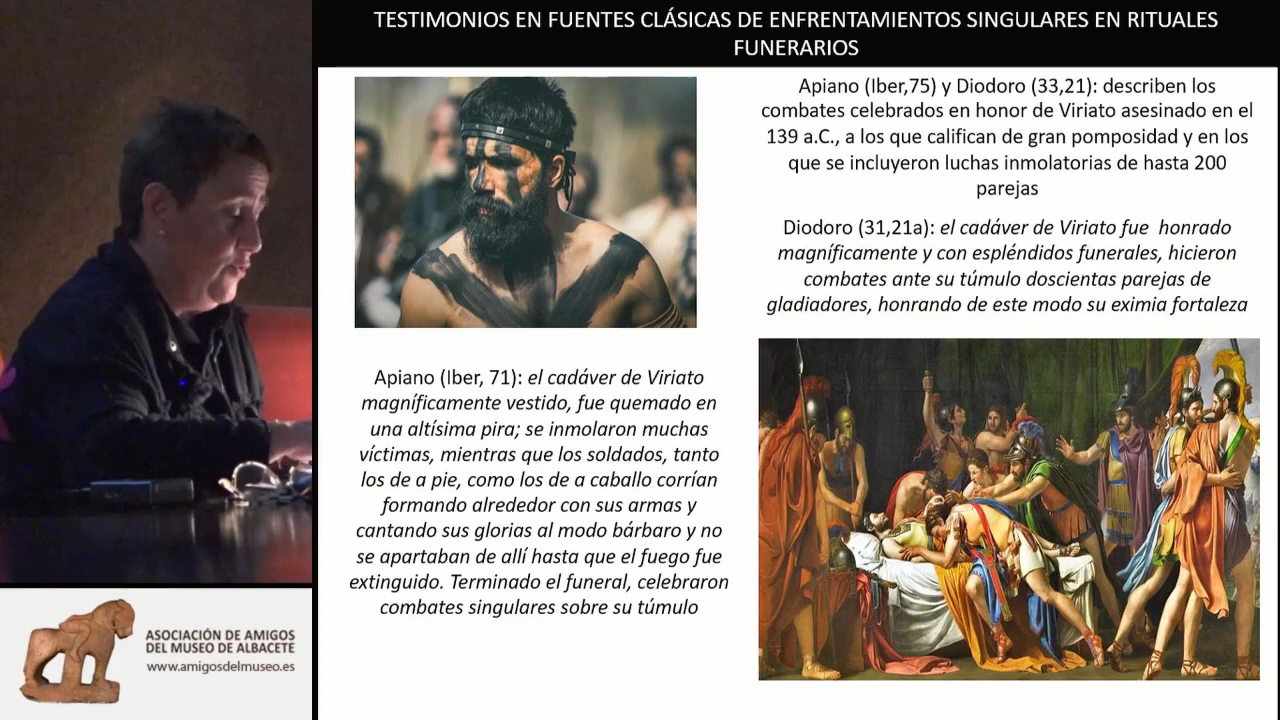 TESTIMONIOS EN FUENTES CLÁSICAS DE ENFRENTAMIENTOS SINGULARES EN RITUALES
FUNERARIOS
Apiano (Iber,75) y Diodoro (33,21): describen los
combates celebrados en honor de Viriato asesinado en el
139 a.C., a los que califican de gran pomposidad y en los
que se incluyeron luchas inmolatorias de hasta 200
parejas
Diodoro (31,21a): el cadáver de Viriato fue honrado
magníficamente y con espléndidos funerales, hicieron
combates ante su túmulo doscientas parejas de
gladiadores, honrando de este modo su eximia fortaleza
Apiano (Iber, 71): el cadáver de Viriato
magníficamente vestido, fue quemado en
una altísima pira; se inmolaron muchas
víctimas, mientras que los soldados, tanto
los de a pie, como los de a caballo corrían
formando alrededor con sus armas y
cantando sus glorias al modo bárbaro y no
se apartaban de allí hasta que el fuego fue
extinguido. Terminado el funeral, celebraron
combates singulares sobre su túmulo
ASOCIACIÓN DE AMIGOS
DEL MUSEO DE ALBACETE
www.amigosdelmuseo.es